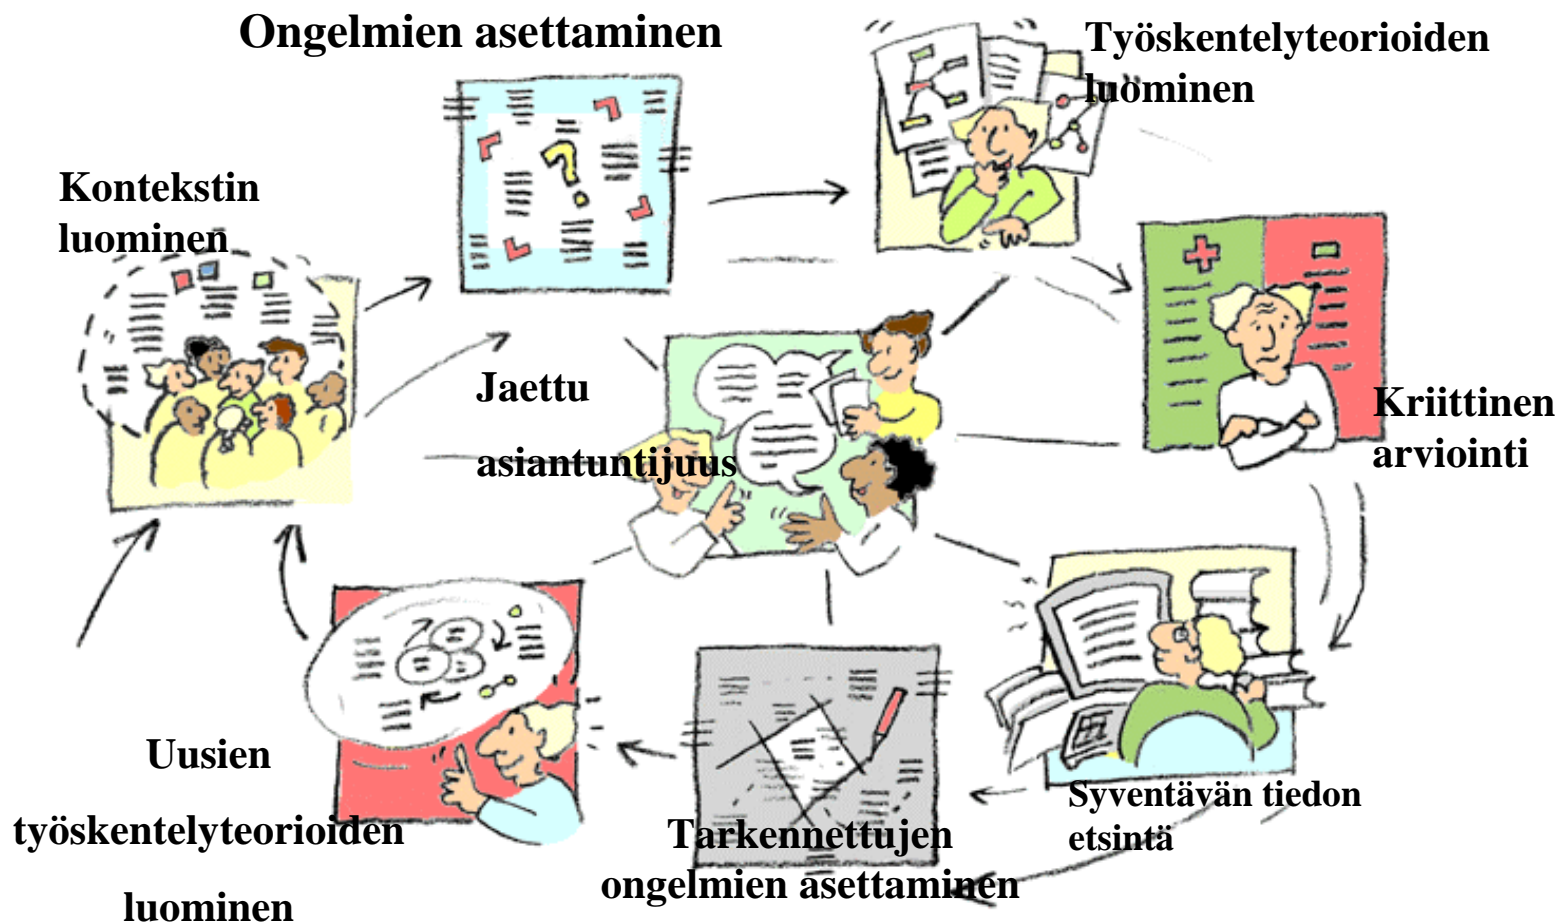 Ongelmien asettaminen
Työskentelyteorioiden
luominen
Kontekstin
luominen
Jaettu
asiantuntijuus
Kriittinen
arviointi
Syventävän tiedon
etsintä
Tarkennettujen
ongelmien asettaminen
Uusien
työskentelyteorioiden
luominen